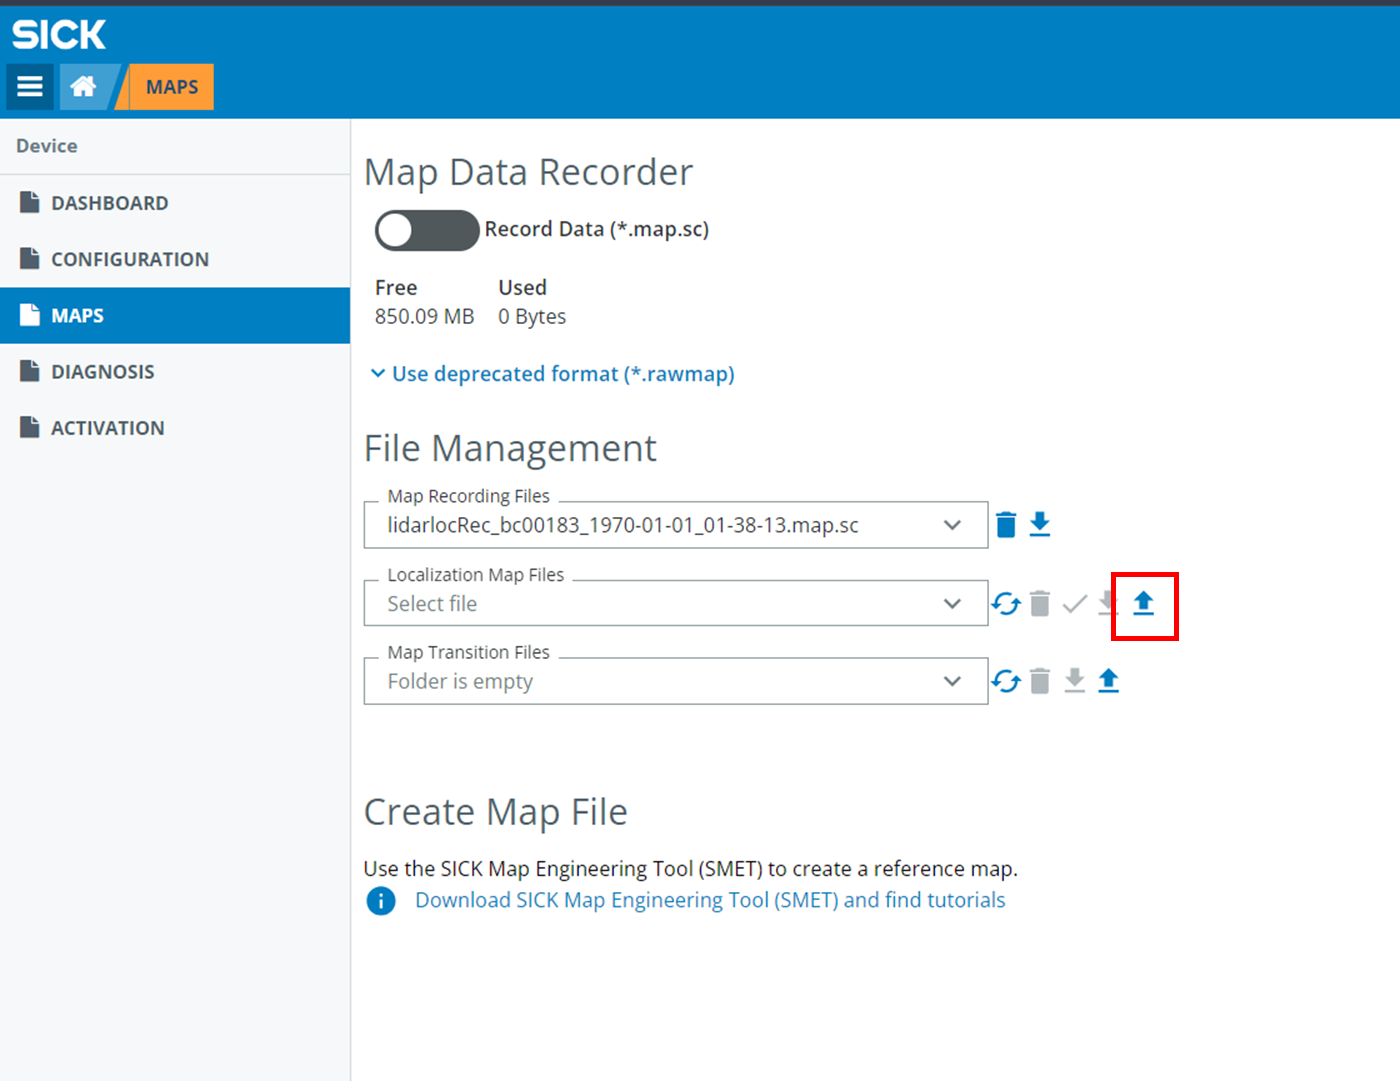 SICK
MAPS
Device
DASHBOARD
CONFIGURATION
MAPS
DIAGNOSIS
ACTIVATION
Map Data Recorder
Record Data (*.map.sc)
Free Used
850.09 MB 0 Bytes
Use deprecated format (*.rawmap)
File Management
Map Recording Files
lidarlocRec_bc00183_1970-01-01_01-38-13.map.sc
Localization Map Files
Select file
Map Transition Files
Folder is empty
Create Map File
Use the SICK Map Engineering Tool (SMET) to create a reference map.
Download SICK Map Engineering Tool (SMET) and find tutorials